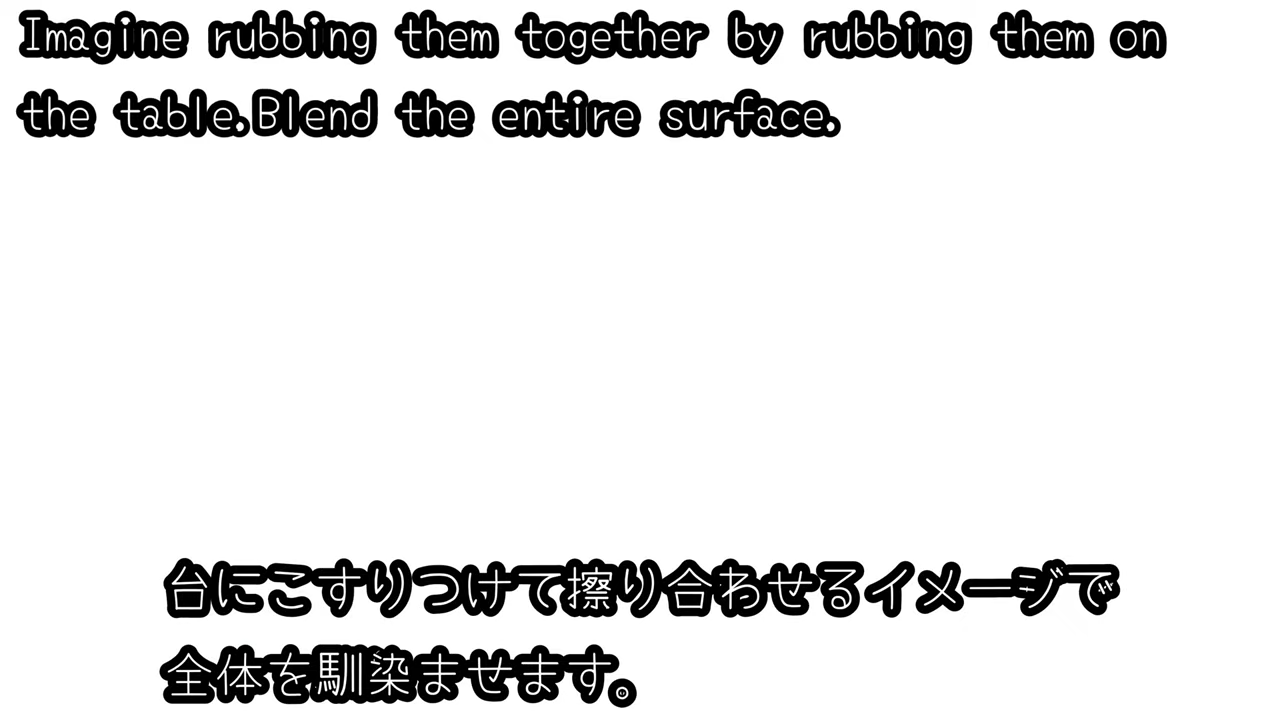 Imagine rubbing them together by rubbing them on
the table.Blend the entire surface.
台にこすりつけて擦り合わせるイメージで
全体を馴染ませます。